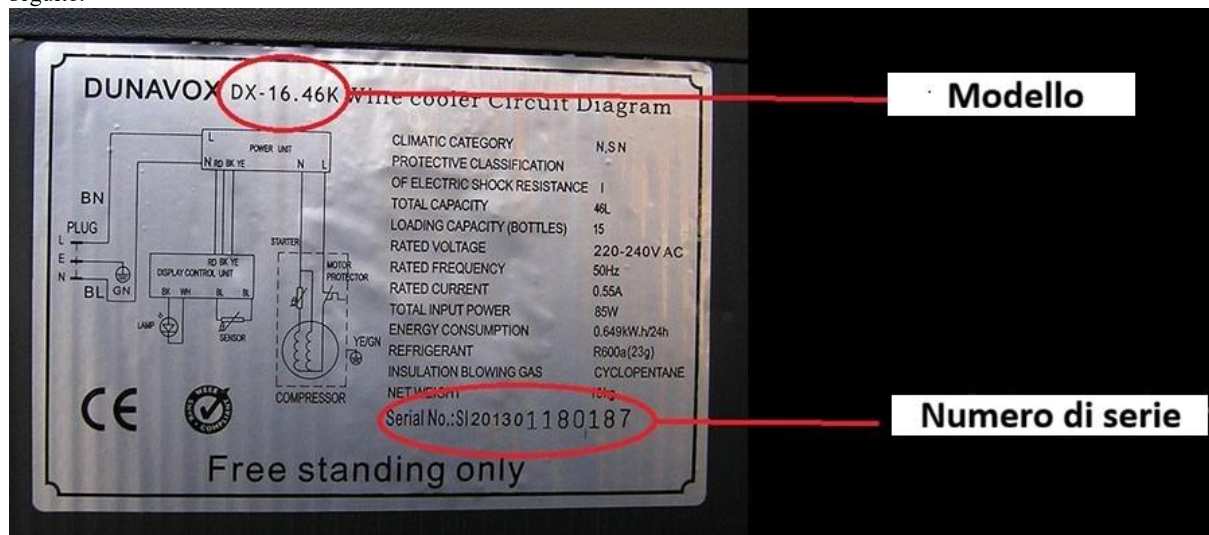 DUNAVOX DX-16.46K Wine cooler Circuit Diagram
Modello
L
POWER UNIT
N RD BK YE N L
BN
PLUG
L
E
N
BL GN
RD BK YE
DISPLAY CONTROL UNIT
BK WH BL BL
LAMP
SENSOR
STARTER
MOTOR
PROTECTOR
YE/GN
COMPRESSOR
CLIMATIC CATEGORY N,SN
PROTECTIVE CLASSIFICATION
OF ELECTRIC SHOCK RESISTANCE I
TOTAL CAPACITY 46L
LOADING CAPACITY (BOTTLES) 15
RATED VOLTAGE 220-240V AC
RATED FREQUENCY 50Hz
RATED CURRENT 0.55A
TOTAL INPUT POWER 85W
ENERGY CONSUMPTION 0.649kW.h/24h
REFRIGERANT R600a(23g)
INSULATION BLOWING GAS CYCLOPENTANE
NET WEIGHT
Serial No.:SI201301180187
Numero di serie
CE
WEEE
COMPLIANT
Free standing only